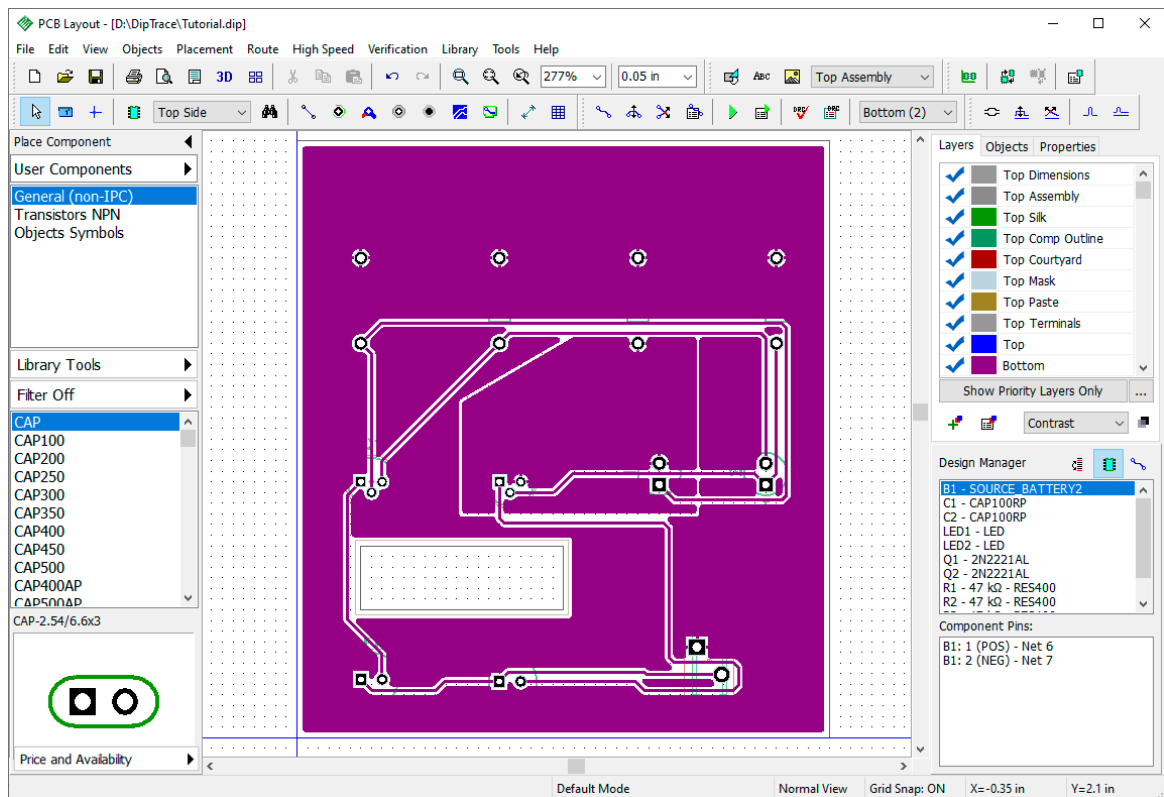 PCB Layout - [D:\DipTrace\Tutorial.dip]
File Edit View Objects Placement Route High Speed Verification Library Tools Help
3D 277% 0.05 in ABC Top Assembly
Top Side DRC DRC Bottom (2)
Place Component
User Components
General (non-IPC)
Transistors NPN
Objects Symbols
Library Tools
Filter Off
CAP
CAP100
CAP200
CAP250
CAP300
CAP350
CAP400
CAP450
CAP500
CAP400AP
CAP500AP
CAP-2.54/6.6x3
Price and Availability
Layers Objects Properties
Top Dimensions
Top Assembly
Top Silk
Top Comp Outline
Top Courtyard
Top Mask
Top Paste
Top Terminals
Top
Bottom
Show Priority Layers Only ...
Contrast
Design Manager
B1 - SOURCE_BATTERY2
C1 - CAP100RP
C2 - CAP100RP
LED1 - LED
LED2 - LED
Q1 - 2N2221AL
Q2 - 2N2221AL
R1 - 47 kΩ - RES400
R2 - 47 kΩ - RES400
Component Pins:
B1: 1 (POS) - Net 6
B1: 2 (NEG) - Net 7
Default Mode Normal View Grid Snap: ON X=-0.35 in Y=2.1 in